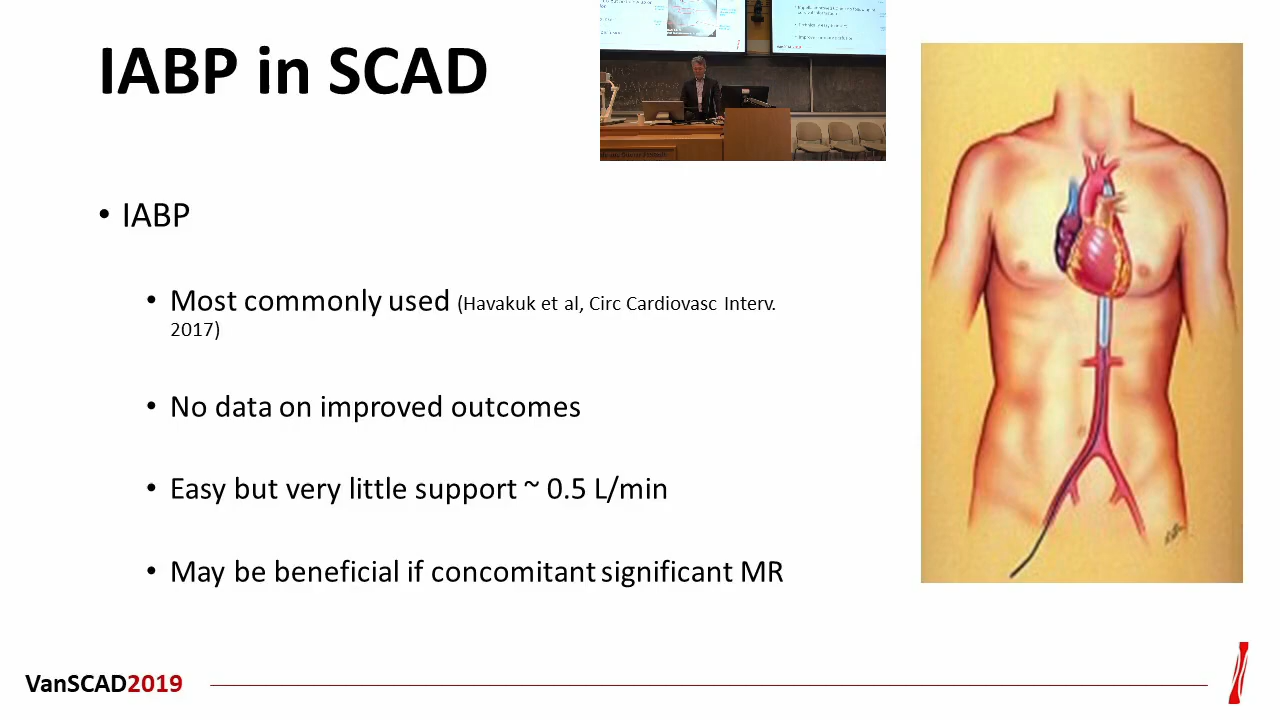 IABP in SCAD
• IABP
• Most commonly used (Havakuk et al, Circ Cardiovasc Interv.
2017)
• No data on improved outcomes
• Easy but very little support ~ 0.5 L/min
• May be beneficial if concomitant significant MR
VanSCAD2019